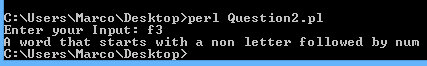 C:\Users\Marco\Desktop>perl Question2.pl
Enter your Input: f3
A word that starts with a non letter followed by num
C:\Users\Marco\Desktop>